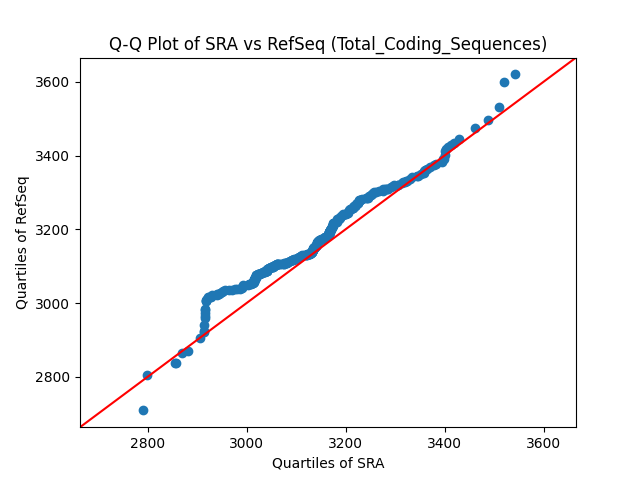 Q-Q Plot of SRA vs RefSeq (Total_Coding_Sequences)
3600
3400
3200
3000
2800
Quartiles of RefSeq
2800 3000 3200 3400 3600
Quartiles of SRA